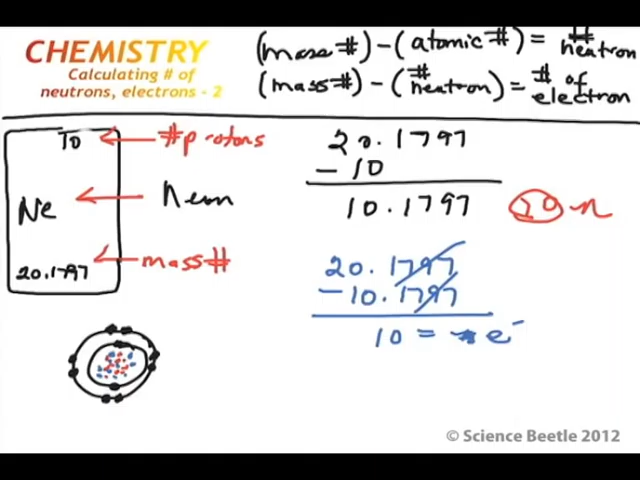 CHEMISTRY
Calculating # of
neutrons, electrons - 2
(mass #) - (atomic #) = # neutron
(mass #) - (# neutron) = # of electron
10 ← #protons
Ne ← Neon
20.1797 ← mass#
20.1797
- 10
10.1797
20.1797
- 10.1797
10 = e⁻
© Science Beetle 2012